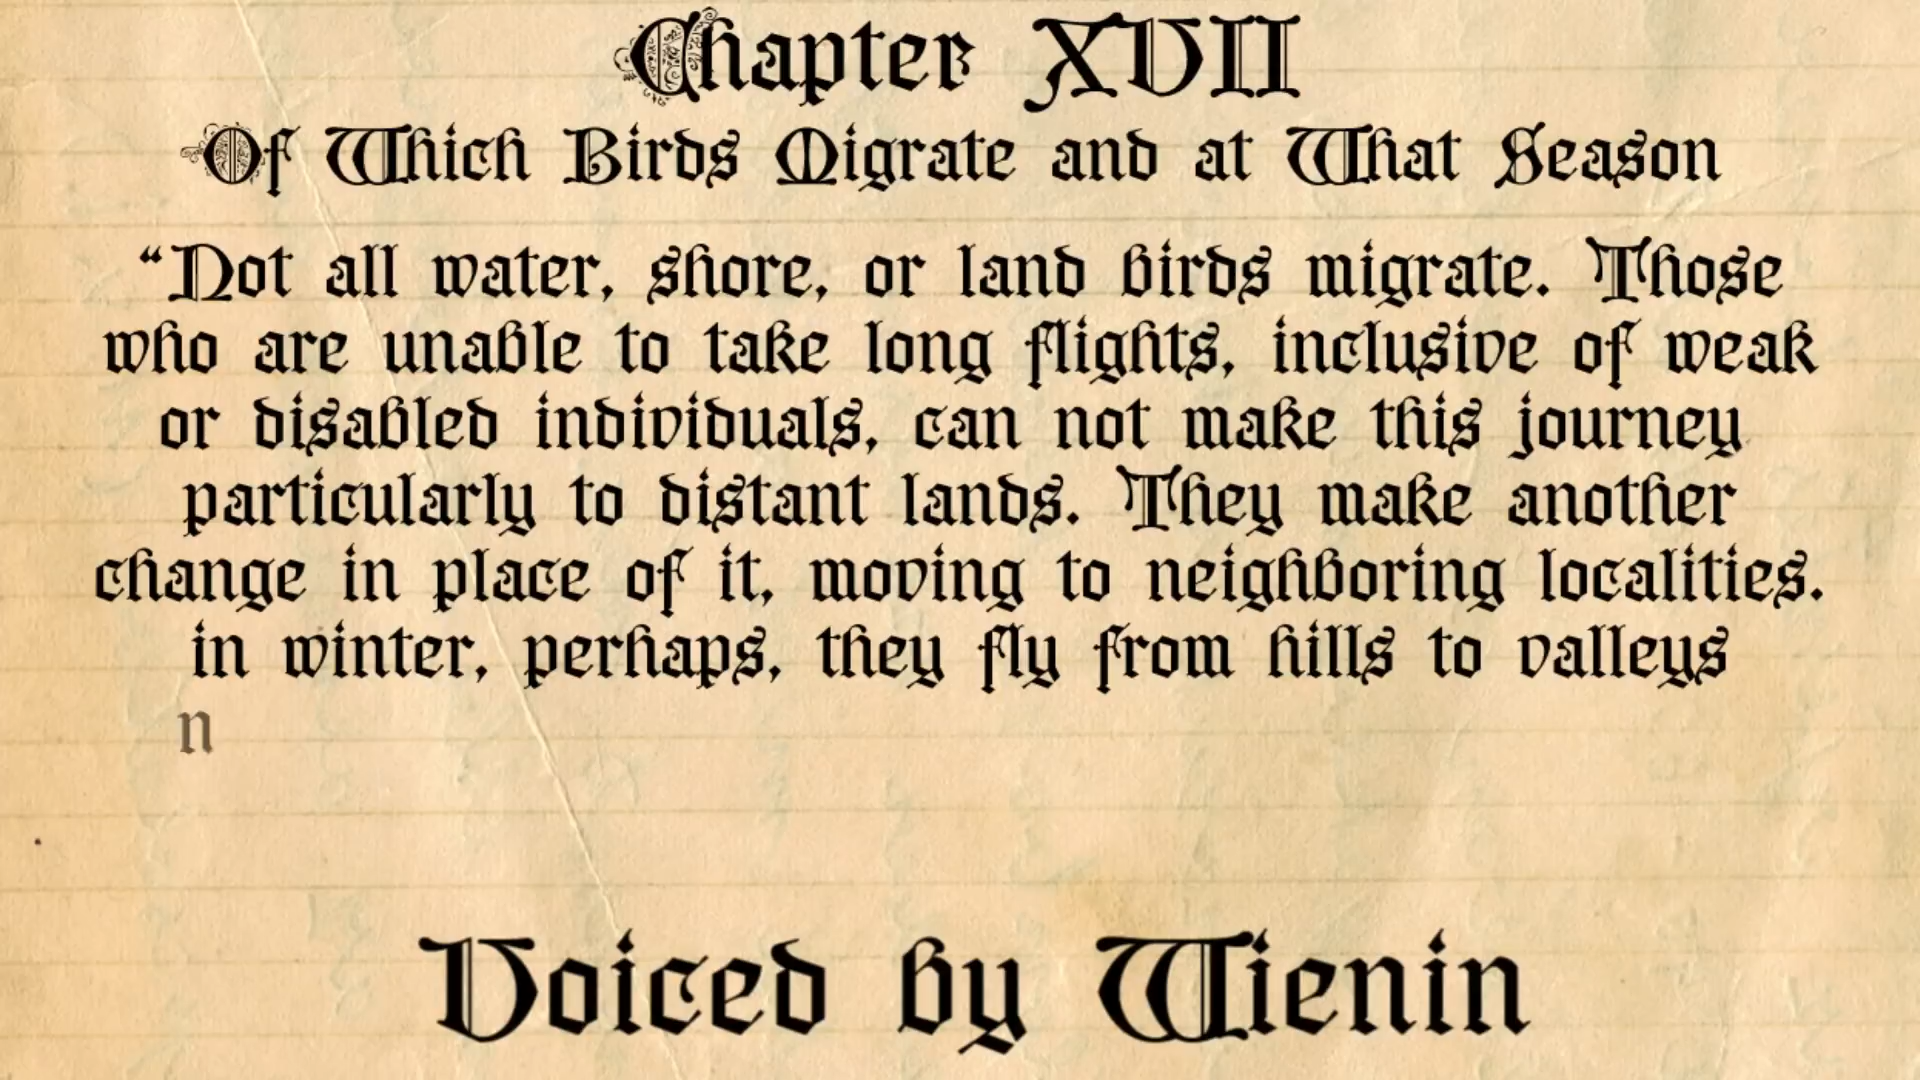 Chapter XVII
Of Which Birds Migrate and at What Season
“Not all water, shore, or land birds migrate. Those
who are unable to take long flights, inclusive of weak
or disabled individuals, can not make this journey
particularly to distant lands. They make another
change in place of it, moving to neighboring localities.
in winter, perhaps, they fly from hills to valleys
n
Voiced by Wienin